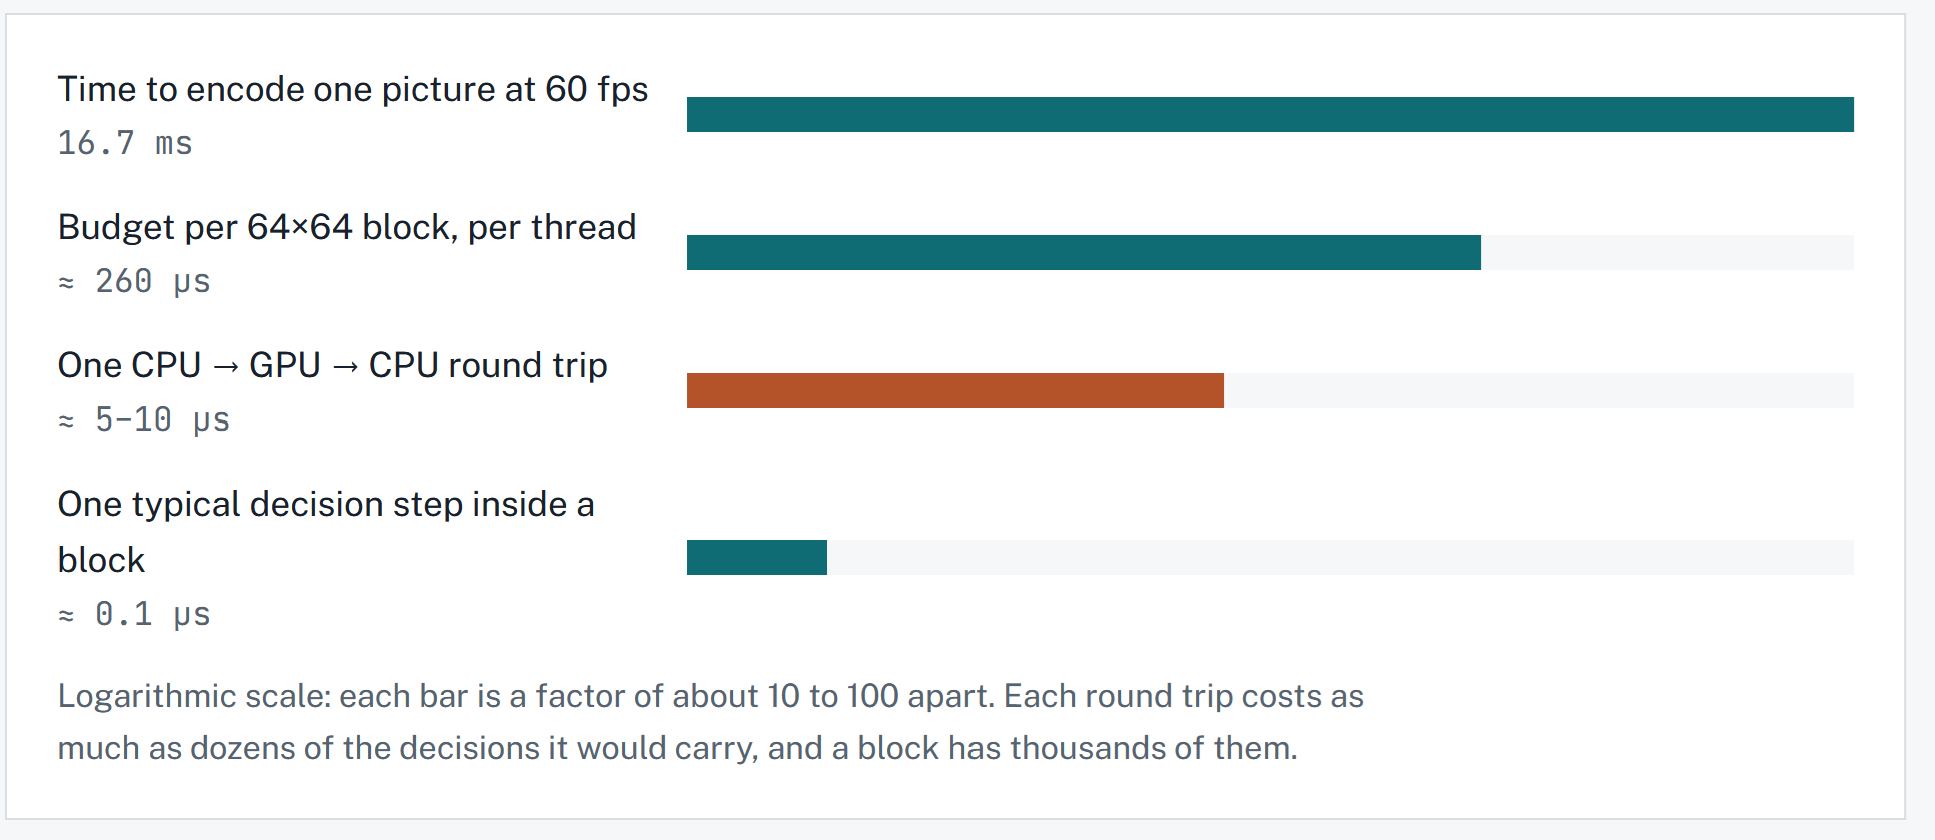 Time to encode one picture at 60 fps
16.7 ms
Budget per 64×64 block, per thread
≈ 260 µs
One CPU → GPU → CPU round trip
≈ 5–10 µs
One typical decision step inside a
block
≈ 0.1 µs
Logarithmic scale: each bar is a factor of about 10 to 100 apart. Each round trip costs as
much as dozens of the decisions it would carry, and a block has thousands of them.